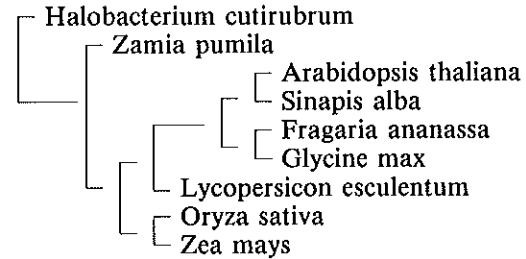 Halobacterium cutirubrum
Zamia pumila
Arabidopsis thaliana
Sinapis alba
Fragaria ananassa
Glycine max
Lycopersicon esculentum
Oryza sativa
Zea mays